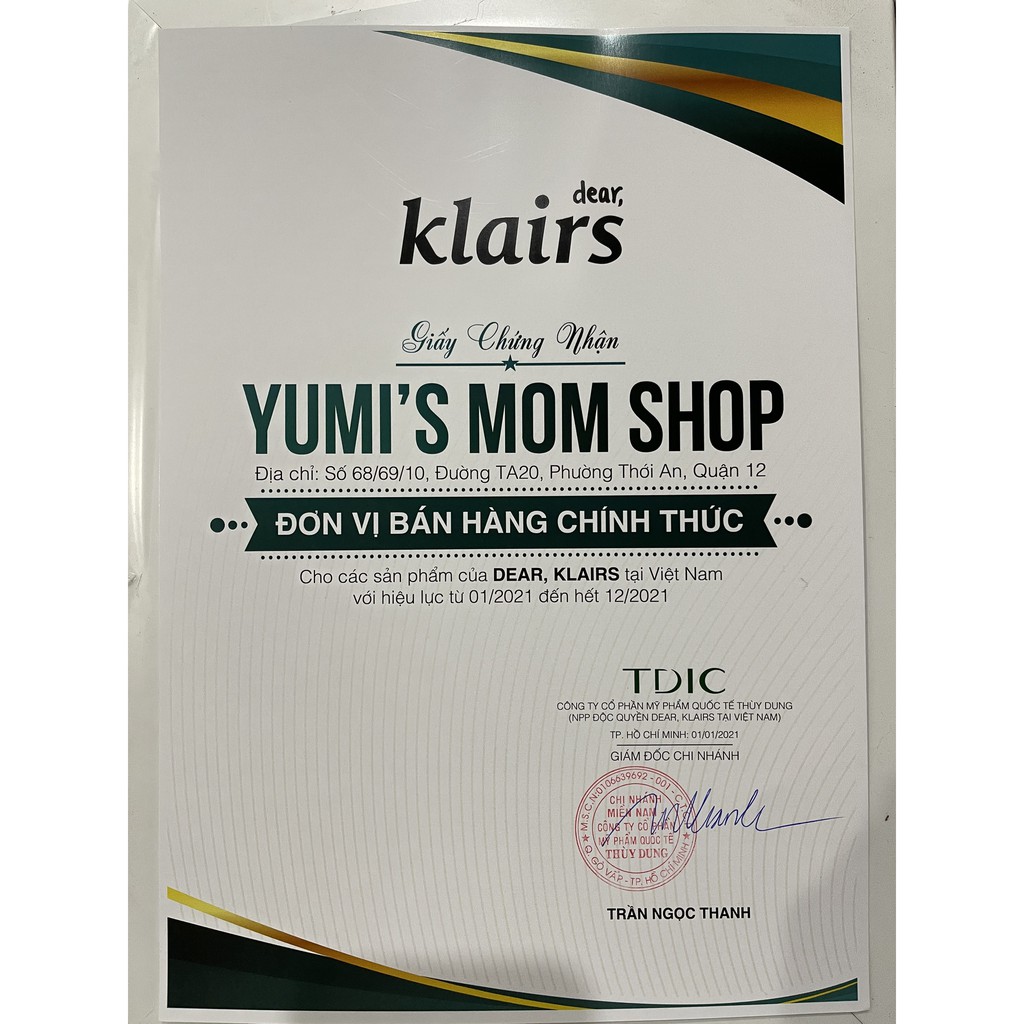 dear,
klairs
Giấy Chứng Nhận
YUMI'S MOM SHOP
Địa chỉ: Số 68/69/10, Đường TA20, Phường Thới An, Quận 12
ĐƠN VỊ BÁN HÀNG CHÍNH THỨC
Cho các sản phẩm của DEAR, KLAIRS tại Việt Nam
với hiệu lực từ 01/2021 đến hết 12/2021
TDIC
CÔNG TY CỔ PHẦN MỸ PHẨM QUỐC TẾ THÙY DUNG
(NPP ĐỘC QUYỀN DEAR, KLAIRS TẠI VIỆT NAM)
TP. HỒ CHÍ MINH: 01/01/2021
GIÁM ĐỐC CHI NHÁNH
M.S.C.N:0106639692 - 001 - C
CHI NHÁNH
MIỀN NAM
CÔNG TY CỔ PHẦN
MỸ PHẨM QUỐC TẾ
THÙY DUNG
Q. GÒ VẤP - TP. HỒ CHÍ MINH
TRẦN NGỌC THANH